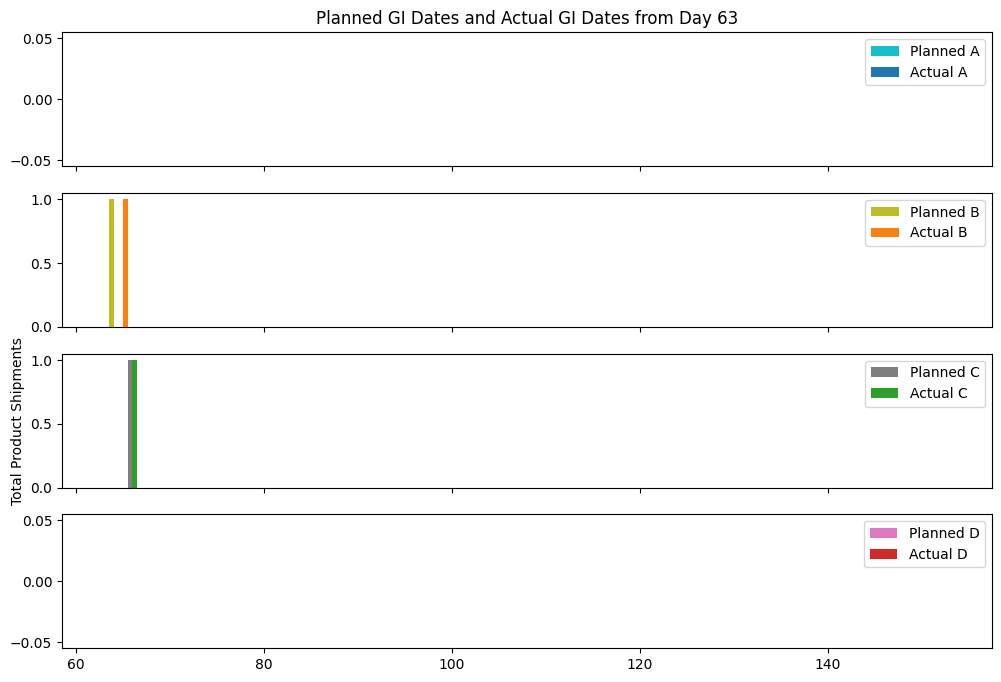 Planned GI Dates and Actual GI Dates from Day 63
0.05
0.00
−0.05
Planned A
Actual A
1.0
0.5
0.0
Planned B
Actual B
Total Product Shipments
1.0
0.5
0.0
Planned C
Actual C
0.05
0.00
−0.05
Planned D
Actual D
60
80
100
120
140